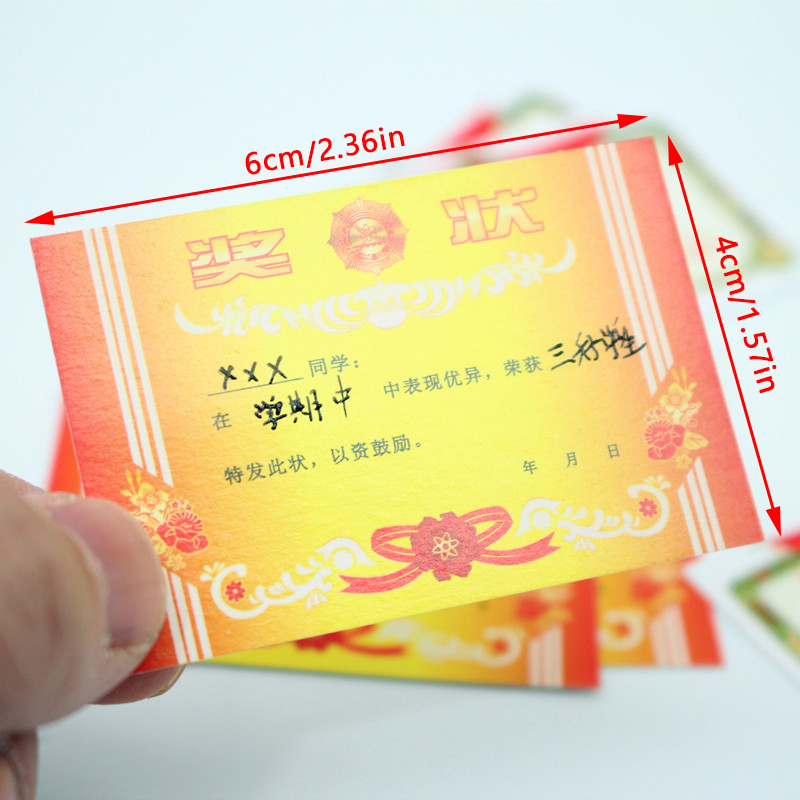 6cm/2.36in
4cm/1.57in
奖 状
××× 同学：
在 学期中 中表现优异，荣获 三好学生
特发此状，以资鼓励。
年 月 日